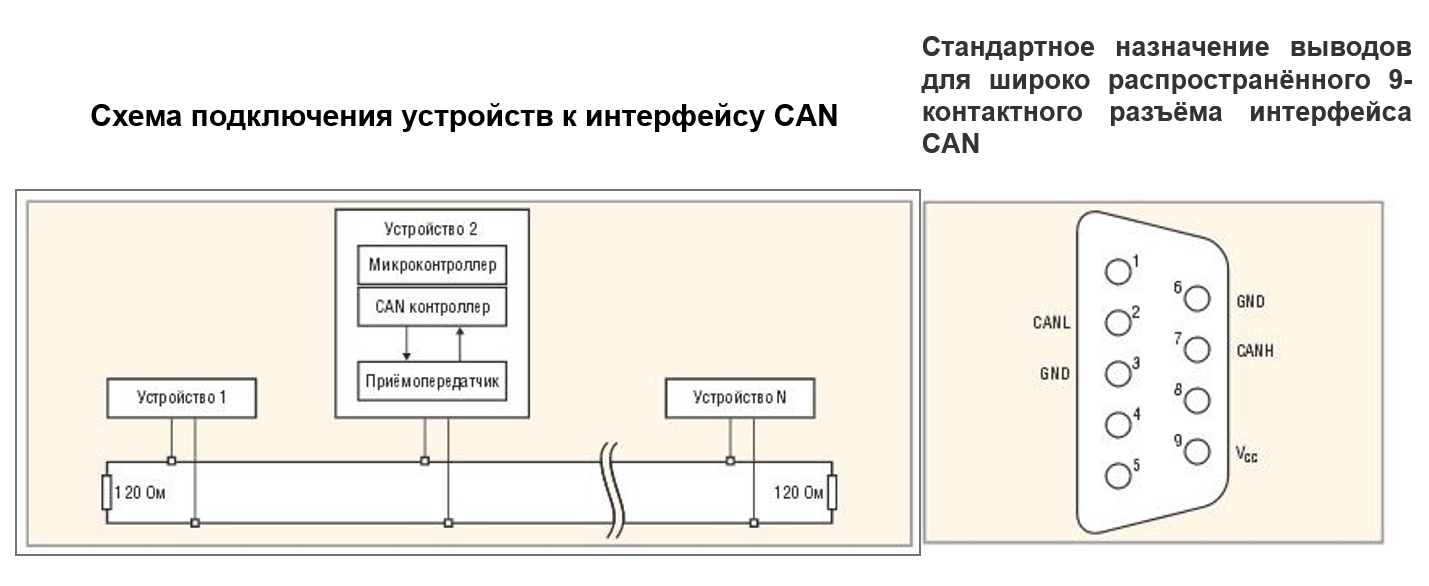 Схема подключения устройств к интерфейсу CAN
Стандартное назначение выводов
для широко распространённого 9-
контактного разъёма интерфейса
CAN
Устройство 2
Микроконтроллер
CAN контроллер
Приёмопередатчик
Устройство 1
Устройство N
120 Ом
120 Ом
1
6
GND
CANL
2
7
CANH
GND
3
8
4
9
Vcc
5